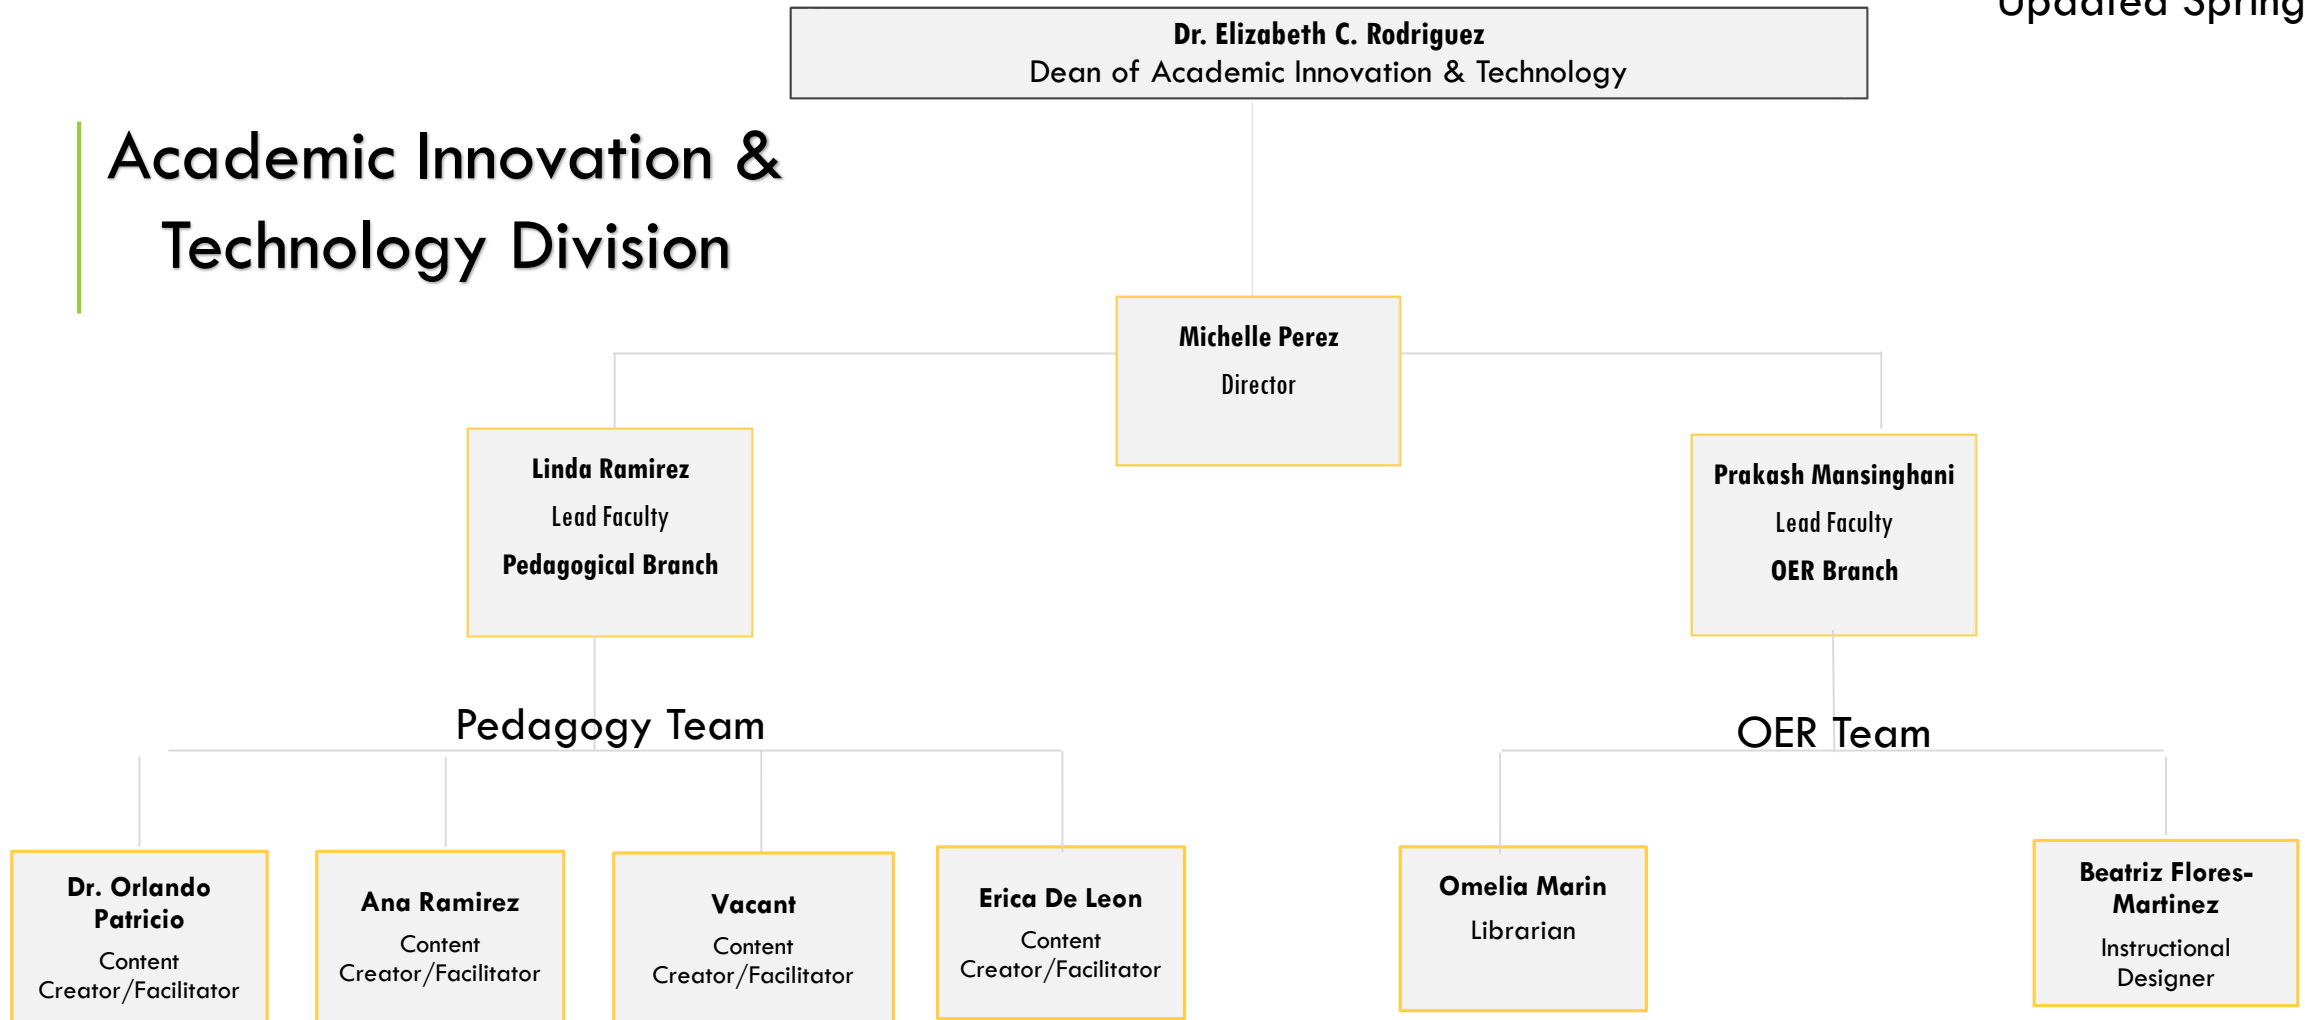 Updated Spring
Dr. Elizabeth C. Rodriguez
Dean of Academic Innovation & Technology
Academic Innovation &
Technology Division
Michelle Perez
Director
Linda Ramirez
Lead Faculty
Pedagogical Branch
Prakash Mansinghani
Lead Faculty
OER Branch
Pedagogy Team
OER Team
Dr. Orlando
Patricio
Content
Creator/Facilitator
Ana Ramirez
Content
Creator/Facilitator
Vacant
Content
Creator/Facilitator
Erica De Leon
Content
Creator/Facilitator
Omelia Marin
Librarian
Beatriz Flores-
Martinez
Instructional
Designer